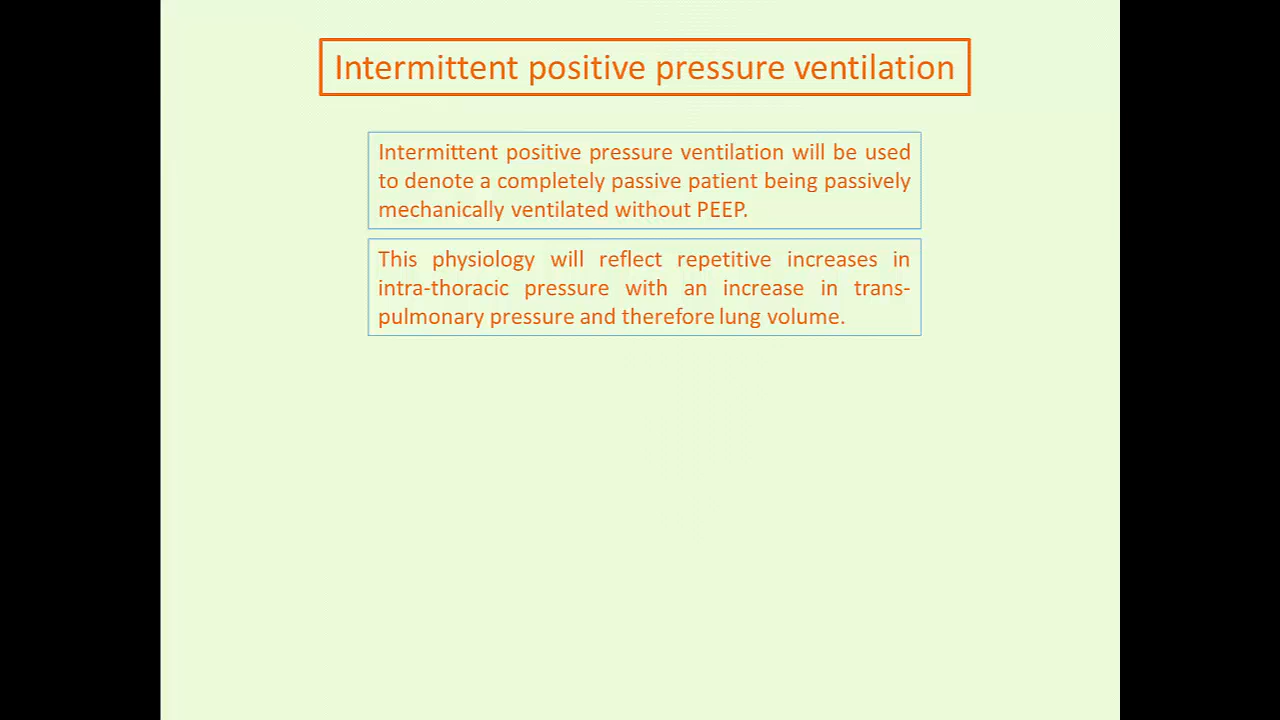 Intermittent positive pressure ventilation
Intermittent positive pressure ventilation will be used
to denote a completely passive patient being passively
mechanically ventilated without PEEP.
This physiology will reflect repetitive increases in
intra-thoracic pressure with an increase in trans-
pulmonary pressure and therefore lung volume.